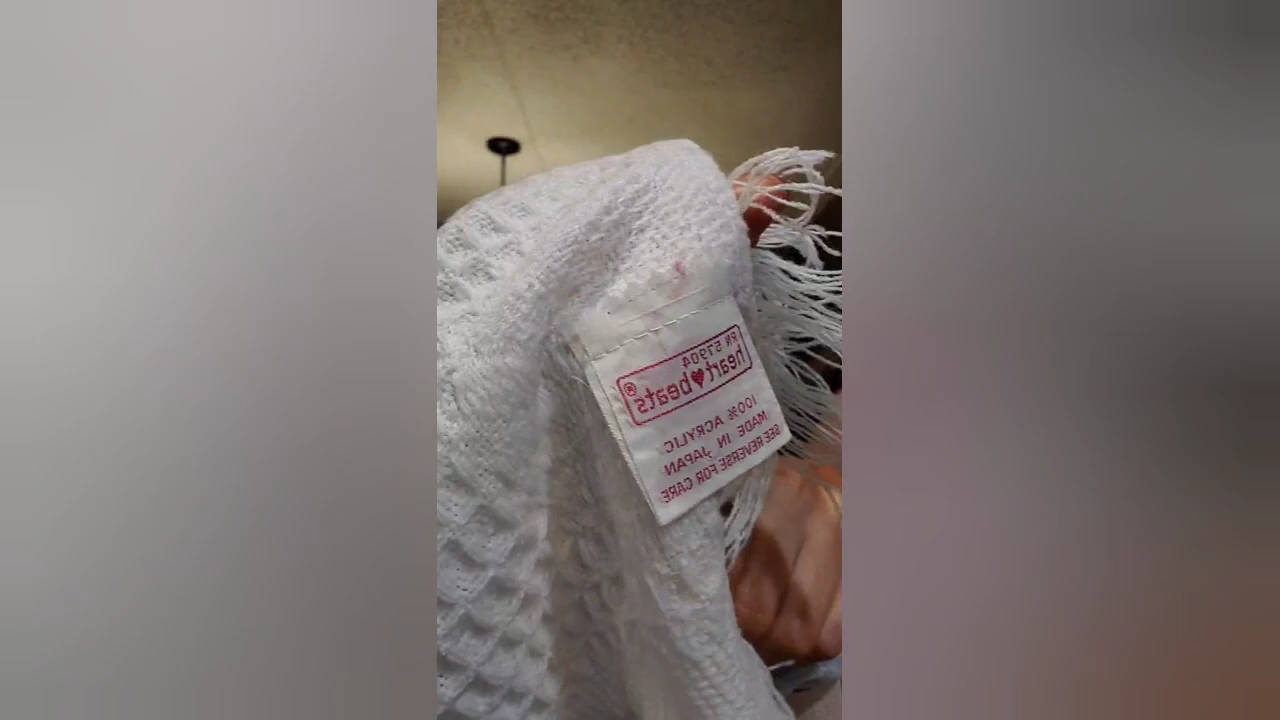 RN 57904
heart♥beats®
100% ACRYLIC
MADE IN JAPAN
SEE REVERSE FOR CARE